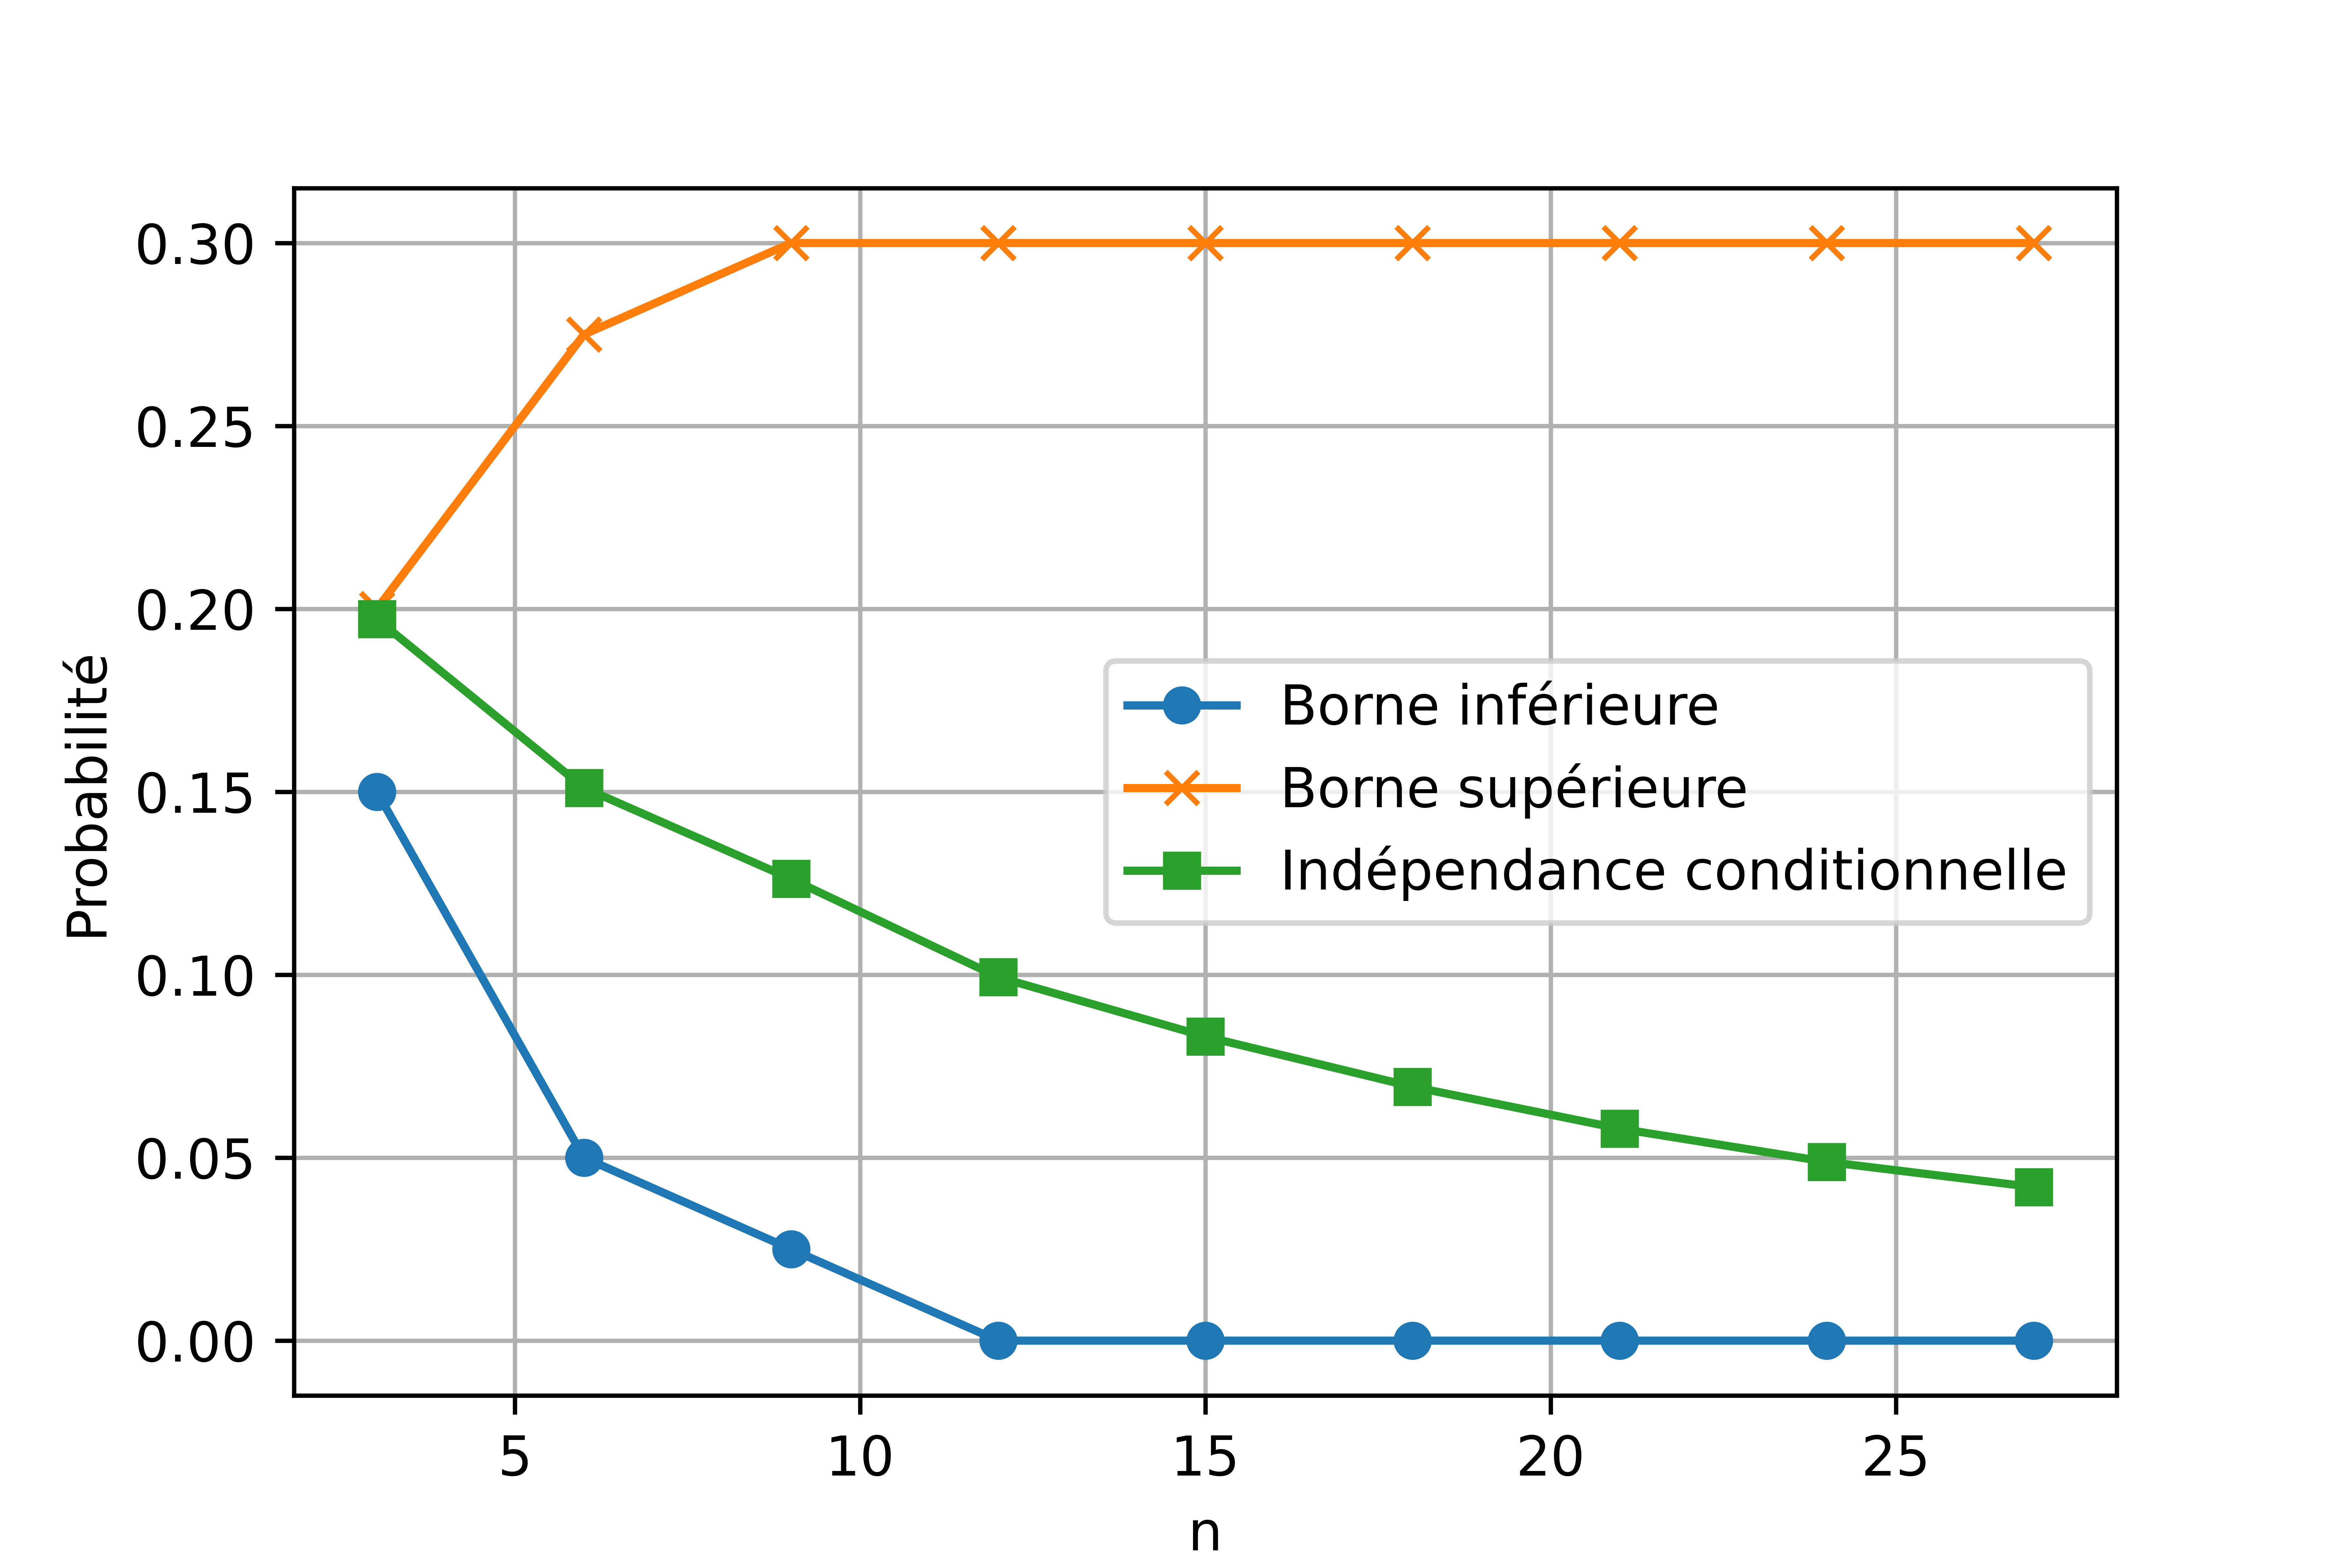 0.30
0.25
0.20
0.15
0.10
0.05
0.00
Probabilité
Borne inférieure
Borne supérieure
Indépendance conditionnelle
5 10 15 20 25
n